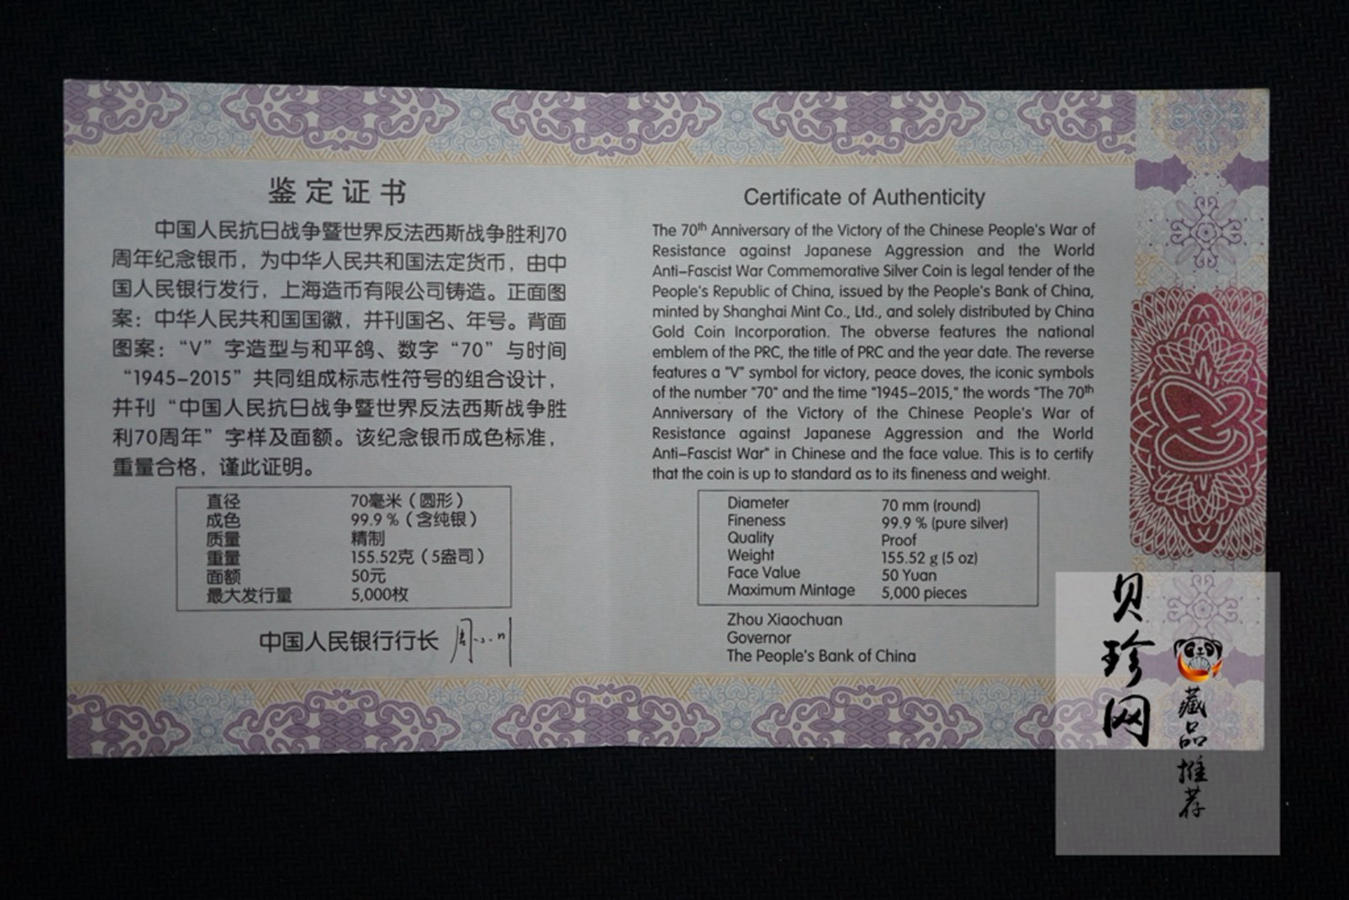 鉴定证书
中国人民抗日战争暨世界反法西斯战争胜利70
周年纪念银币，为中华人民共和国法定货币，由中
国人民银行发行，上海造币有限公司铸造。正面图
案：中华人民共和国国徽，并刊国名、年号。背面
图案：“V”字造型与和平鸽、数字“70”与时间
“1945-2015”共同组成标志性符号的组合设计，
并刊“中国人民抗日战争暨世界反法西斯战争胜
利70周年”字样及面额。该纪念银币成色标准，
重量合格，谨此证明。
直径 70毫米（圆形）
成色 99.9％（含纯银）
质量 精制
重量 155.52克（5盎司）
面额 50元
最大发行量 5,000枚
中国人民银行行长
Certificate of Authenticity
The 70th Anniversary of the Victory of the Chinese People's War of
Resistance against Japanese Aggression and the World
Anti-Fascist War Commemorative Silver Coin is legal tender of the
People's Republic of China, issued by the People's Bank of China,
minted by Shanghai Mint Co., Ltd., and solely distributed by China
Gold Coin Incorporation. The obverse features the national
emblem of the PRC, the title of PRC and the year date. The reverse
features a "V" symbol for victory, peace doves, the iconic symbols
of the number "70" and the time "1945-2015," the words "The 70th
Anniversary of the Victory of the Chinese People's War of
Resistance against Japanese Aggression and the World
Anti-Fascist War" in Chinese and the face value. This is to certify
that the coin is up to standard as to its fineness and weight.
Diameter 70 mm (round)
Fineness 99.9 % (pure silver)
Quality Proof
Weight 155.52 g (5 oz)
Face Value 50 Yuan
Maximum Mintage 5,000 pieces
Zhou Xiaochuan
Governor
The People's Bank of China
贝珍网
藏品推荐